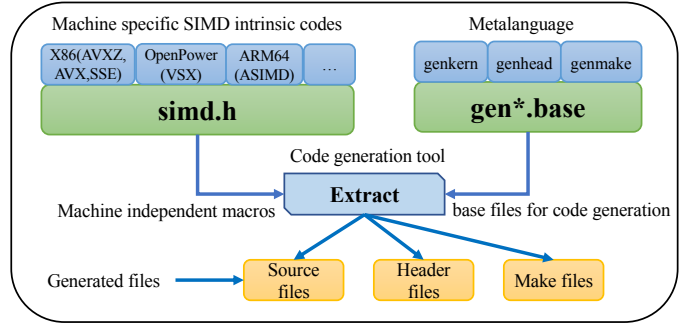 Machine specific SIMD intrinsic codes
Metalanguage
X86(AVXZ,
AVX,SSE)
OpenPower
(VSX)
ARM64
(ASIMD)
...
genkern
genhead
genmake
simd.h
gen*.base
Code generation tool
Extract
Machine independent macros
base files for code generation
Generated files
Source
files
Header
files
Make files